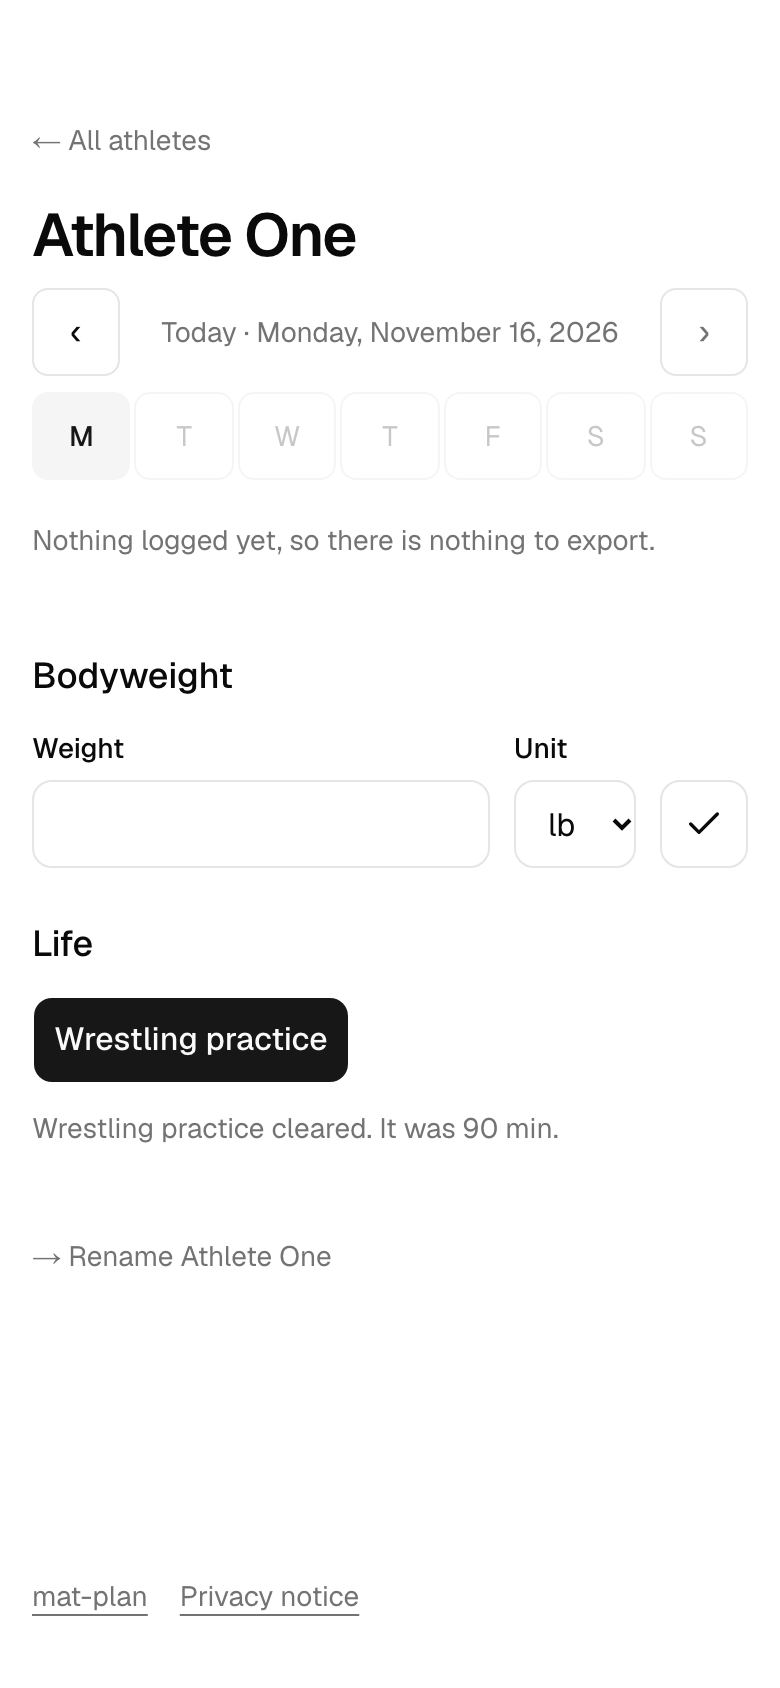 ← All athletes
Athlete One
‹ Today · Monday, November 16, 2026 ›
M T W T F S S
Nothing logged yet, so there is nothing to export.
Bodyweight
Weight Unit
lb
Life
Wrestling practice
Wrestling practice cleared. It was 90 min.
→ Rename Athlete One
mat-plan Privacy notice